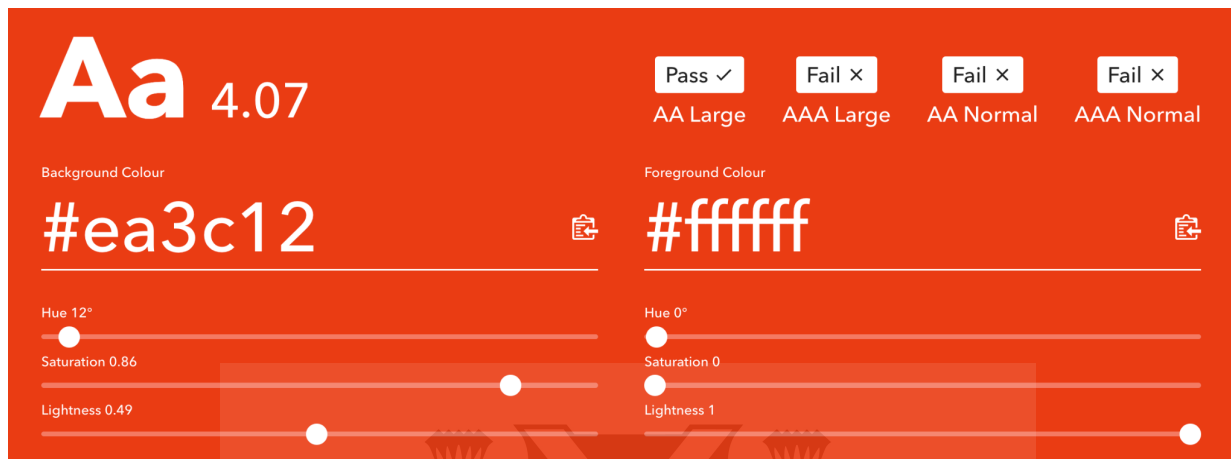 Aa 4.07
Pass ✓ Fail × Fail × Fail ×
AA Large AAA Large AA Normal AAA Normal
Background Colour Foreground Colour
#ea3c12 #ffffff
Hue 12° Hue 0°
Saturation 0.86 Saturation 0
Lightness 0.49 Lightness 1